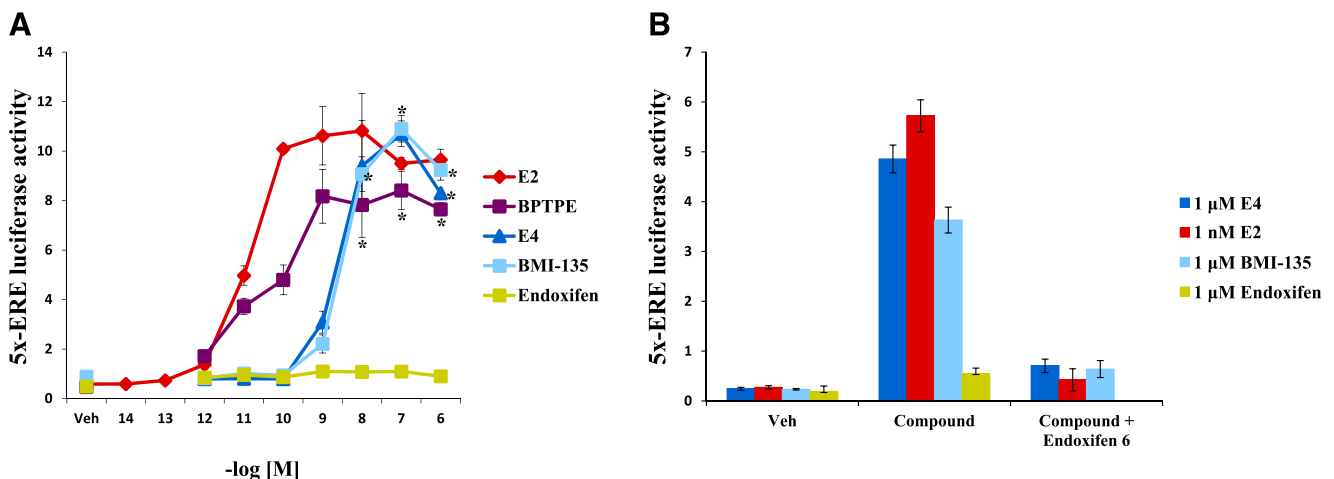 A
5x-ERE luciferase activity
14
12
10
8
6
4
2
0
Veh 14 13 12 11 10 9 8 7 6
-log [M]
*
*
*
*
*
*
*
E2
BPTPE
E4
BMI-135
Endoxifen
B
5x-ERE luciferase activity
7
6
5
4
3
2
1
0
Veh
Compound
Compound +
Endoxifen 6
1 µM E4
1 nM E2
1 µM BMI-135
1 µM Endoxifen